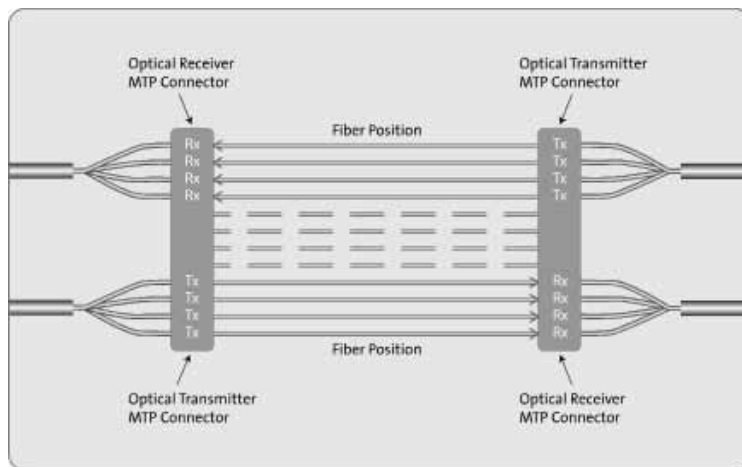 Optical Receiver
MTP Connector
Optical Transmitter
MTP Connector
Fiber Position
Rx
Rx
Rx
Rx
Tx
Tx
Tx
Tx
Tx
Tx
Tx
Tx
Rx
Rx
Rx
Rx
Fiber Position
Optical Transmitter
MTP Connector
Optical Receiver
MTP Connector